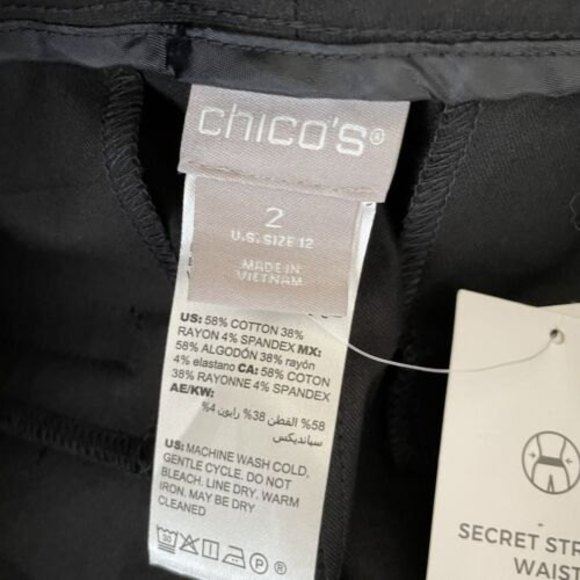 chico's®
2
U.S. SIZE 12
MADE IN
VIETNAM
US: 58% COTTON 38%
RAYON 4% SPANDEX MX:
58% ALGODÓN 38% rayón
4% elastano CA: 58% COTON
38% RAYONNE 4% SPANDEX
AE/KW:
58% القطن 38% رايون 4%
سبانديكس
US: MACHINE WASH COLD.
GENTLE CYCLE. DO NOT
BLEACH. LINE DRY. WARM
IRON. MAY BE DRY
CLEANED
30 P ®
SECRET
WAIST